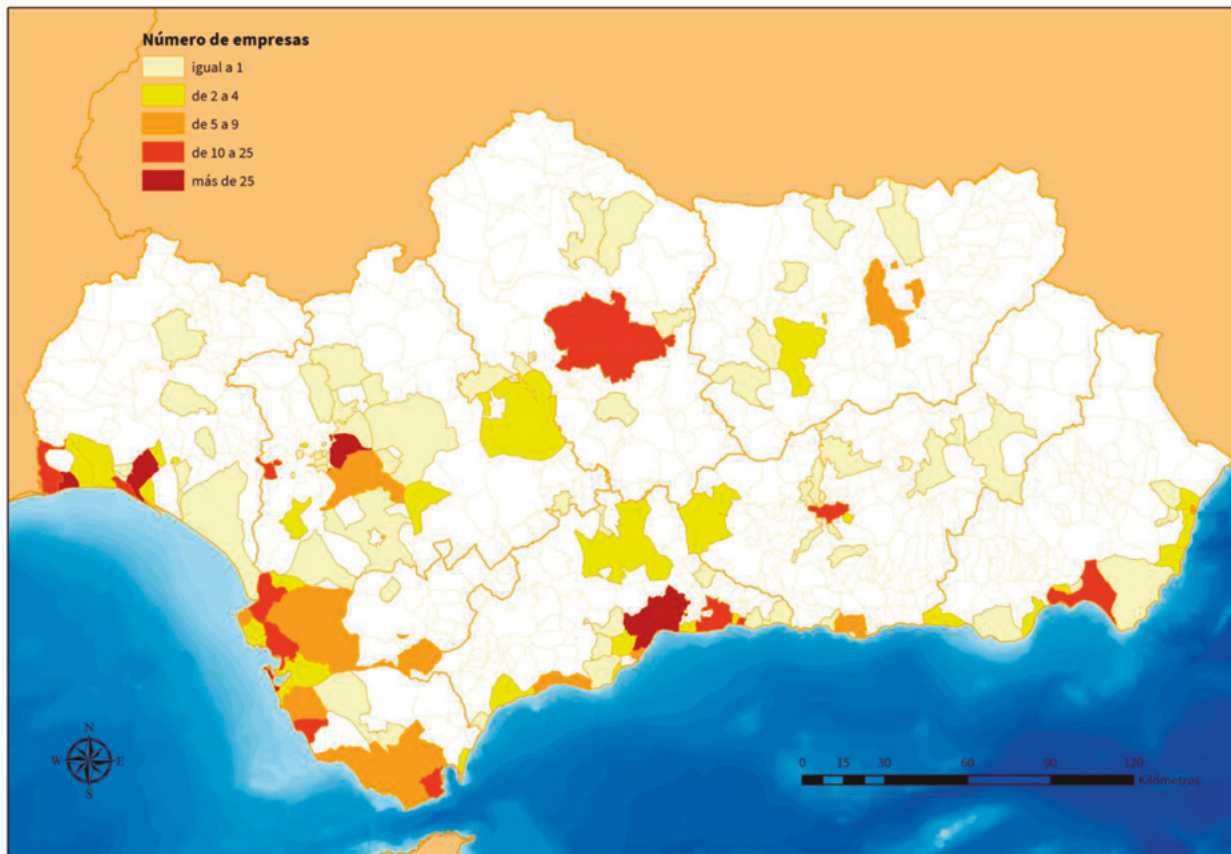 Número de empresas
igual a 1
de 2 a 4
de 5 a 9
de 10 a 25
más de 25
N
W E
S
0 15 30 60 90 120
Kilómetros